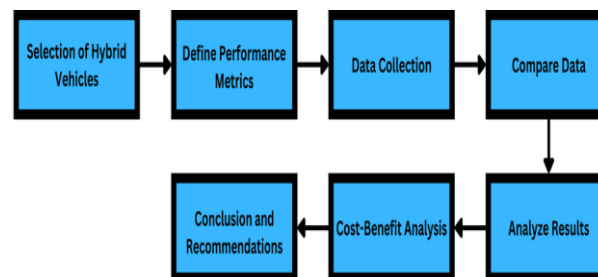 Selection of Hybrid
Vehicles
Define Performance
Metrics
Data Collection
Compare Data
Analyze Results
Cost-Benefit Analysis
Conclusion and
Recommendations